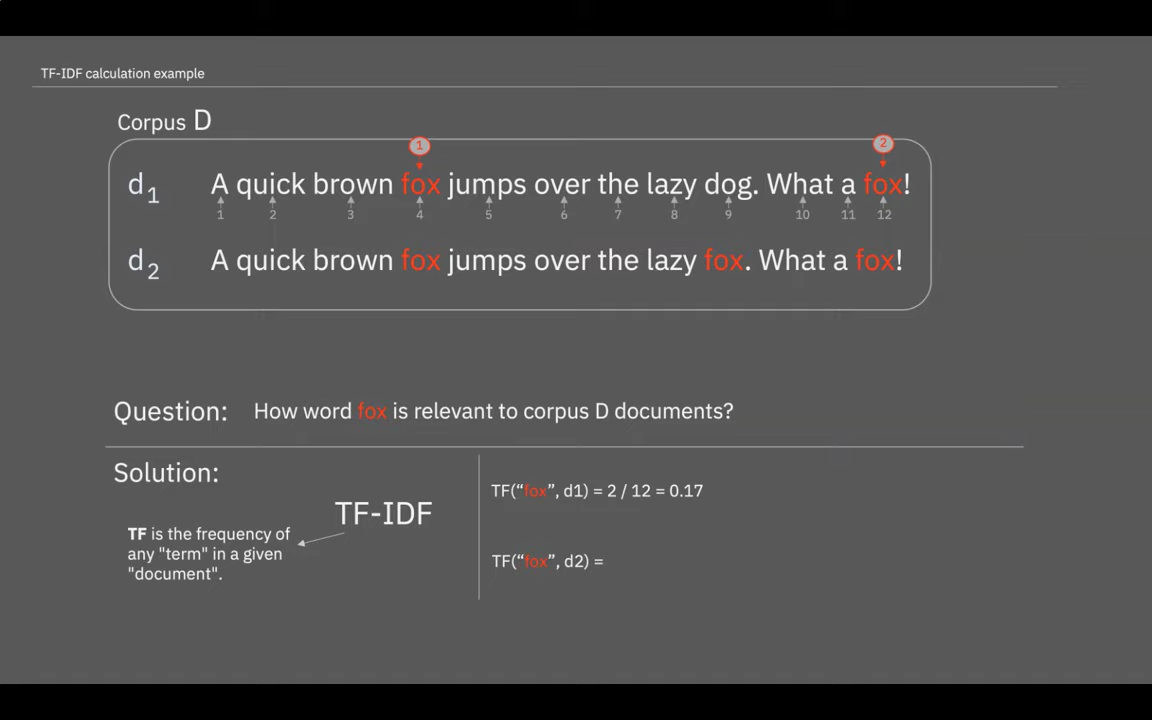 TF-IDF calculation example
Corpus D
1 2
d1 A quick brown fox jumps over the lazy dog. What a fox!
1 2 3 4 5 6 7 8 9 10 11 12
d2 A quick brown fox jumps over the lazy fox. What a fox!
Question: How word fox is relevant to corpus D documents?
Solution:
TF("fox", d1) = 2 / 12 = 0.17
TF-IDF
TF is the frequency of
any "term" in a given
"document".
TF("fox", d2) =